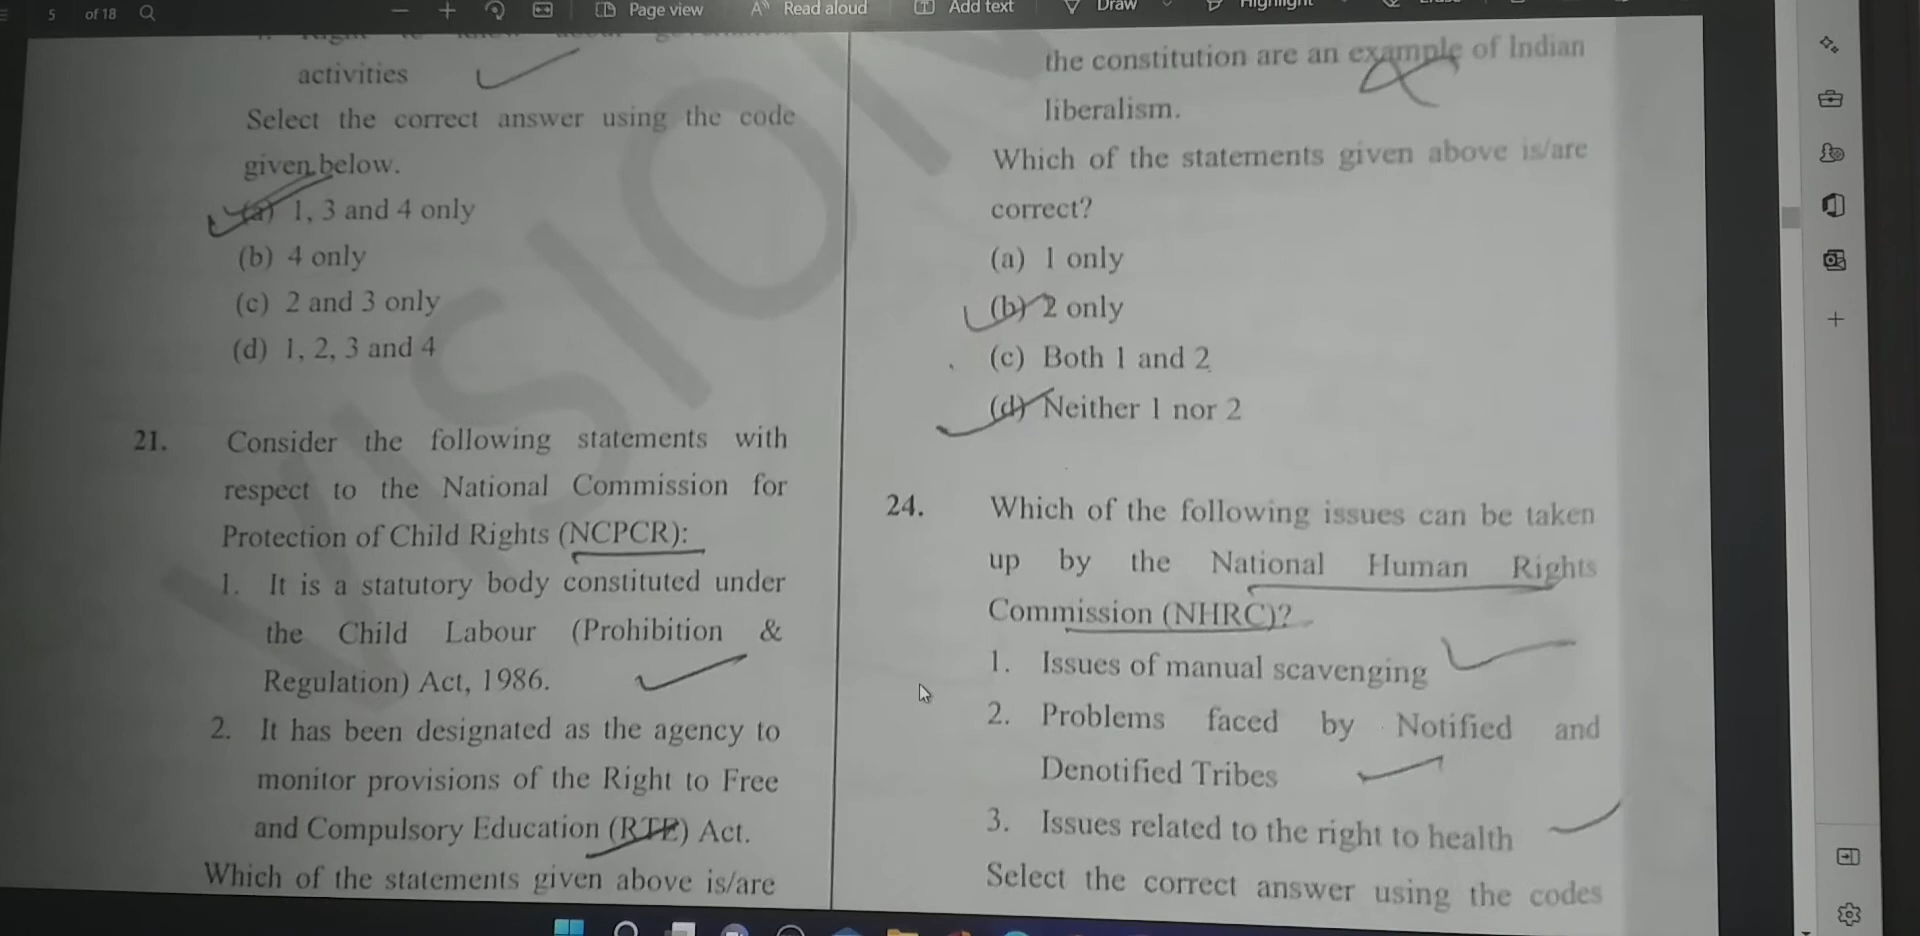 5 of 18
Page view
Read aloud
Add text
Draw
Highlight
activities
Select the correct answer using the code
given below.
(a) 1, 3 and 4 only
(b) 4 only
(c) 2 and 3 only
(d) 1, 2, 3 and 4
21. Consider the following statements with
respect to the National Commission for
Protection of Child Rights (NCPCR):
1. It is a statutory body constituted under
the Child Labour (Prohibition &
Regulation) Act, 1986.
2. It has been designated as the agency to
monitor provisions of the Right to Free
and Compulsory Education (RTE) Act.
Which of the statements given above is/are
the constitution are an example of Indian
liberalism.
Which of the statements given above is/are
correct?
(a) 1 only
(b) 2 only
(c) Both 1 and 2
(d) Neither 1 nor 2
24. Which of the following issues can be taken
up by the National Human Rights
Commission (NHRC)?
1. Issues of manual scavenging
2. Problems faced by Notified and
Denotified Tribes
3. Issues related to the right to health
Select the correct answer using the codes
VISION